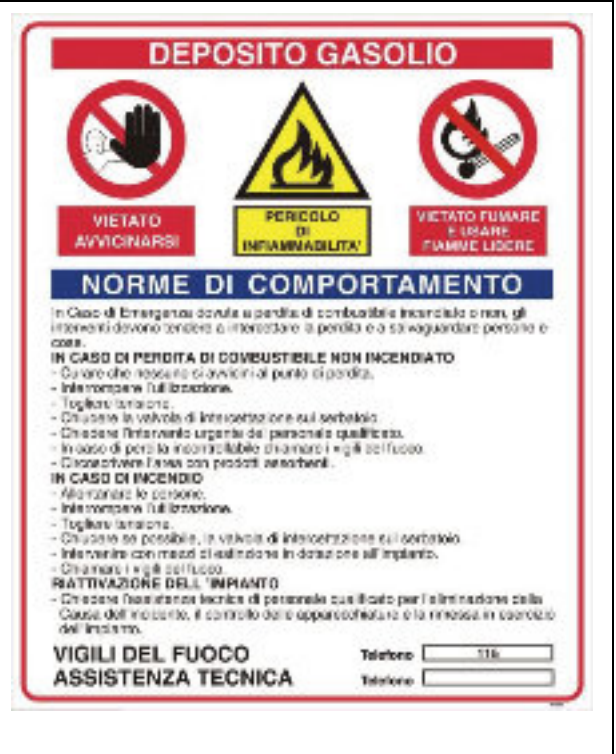 DEPOSITO GASOLIO
VIETATO
AVVICINARSI
PERICOLO
DI
INFIAMMABILITA'
VIETATO FUMARE
E USARE
FIAMME LIBERE
NORME DI COMPORTAMENTO
In Caso di Emergenza dovuta a perdita di combustibile incendiato o non, gli
interventi devono tendere a intercettare la perdita e a salvaguardare persone e
cose.
IN CASO DI PERDITA DI COMBUSTIBILE NON INCENDIATO
- Curare che nessuno si avvicini al punto di perdita.
- Interrompere l'utilizzazione.
- Togliere tensione.
- Chiudere la valvola di intercettazione sul serbatoio.
- Chiedere l'intervento urgente del personale qualificato.
- In caso di perdita incontrollabile chiamare i vigili del fuoco.
- Circoscrivere l'area con prodotti assorbenti.
IN CASO DI INCENDIO
- Allontanare le persone.
- Interrompere l'utilizzazione.
- Togliere tensione.
- Chiudere se possibile, la valvola di intercettazione sul serbatoio.
- Intervenire con mezzi di estinzione in dotazione all'impianto.
- Chiamare i vigili del fuoco.
RIATTIVAZIONE DELL 'IMPIANTO
- Chiedere l'assistenza tecnica di personale qualificato per l'eliminazione della
Causa dell'incidente, il controllo delle apparecchiature e la rimessa in esercizio
dell'impianto.
VIGILI DEL FUOCO Telefono 115
ASSISTENZA TECNICA Telefono